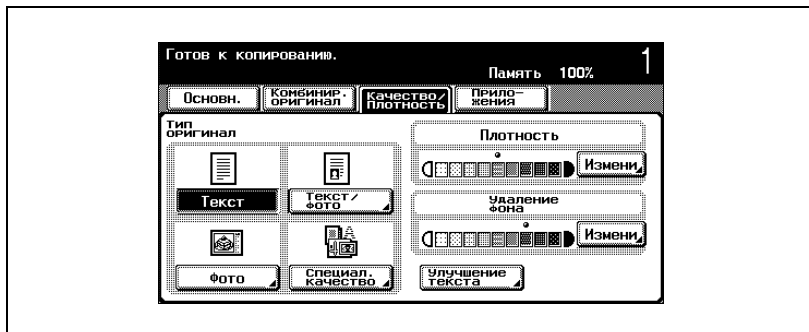 Готов к копированию.
Память 100%
1
Основн.
Комбинир.
оригинал
Качество/
Плотность
Прило-
жения
Тип
оригинал
Текст
Текст/
Фото
Фото
Специал.
качество
Плотность
Измени
Удаление
Фона
Измени
Улучшение
текста